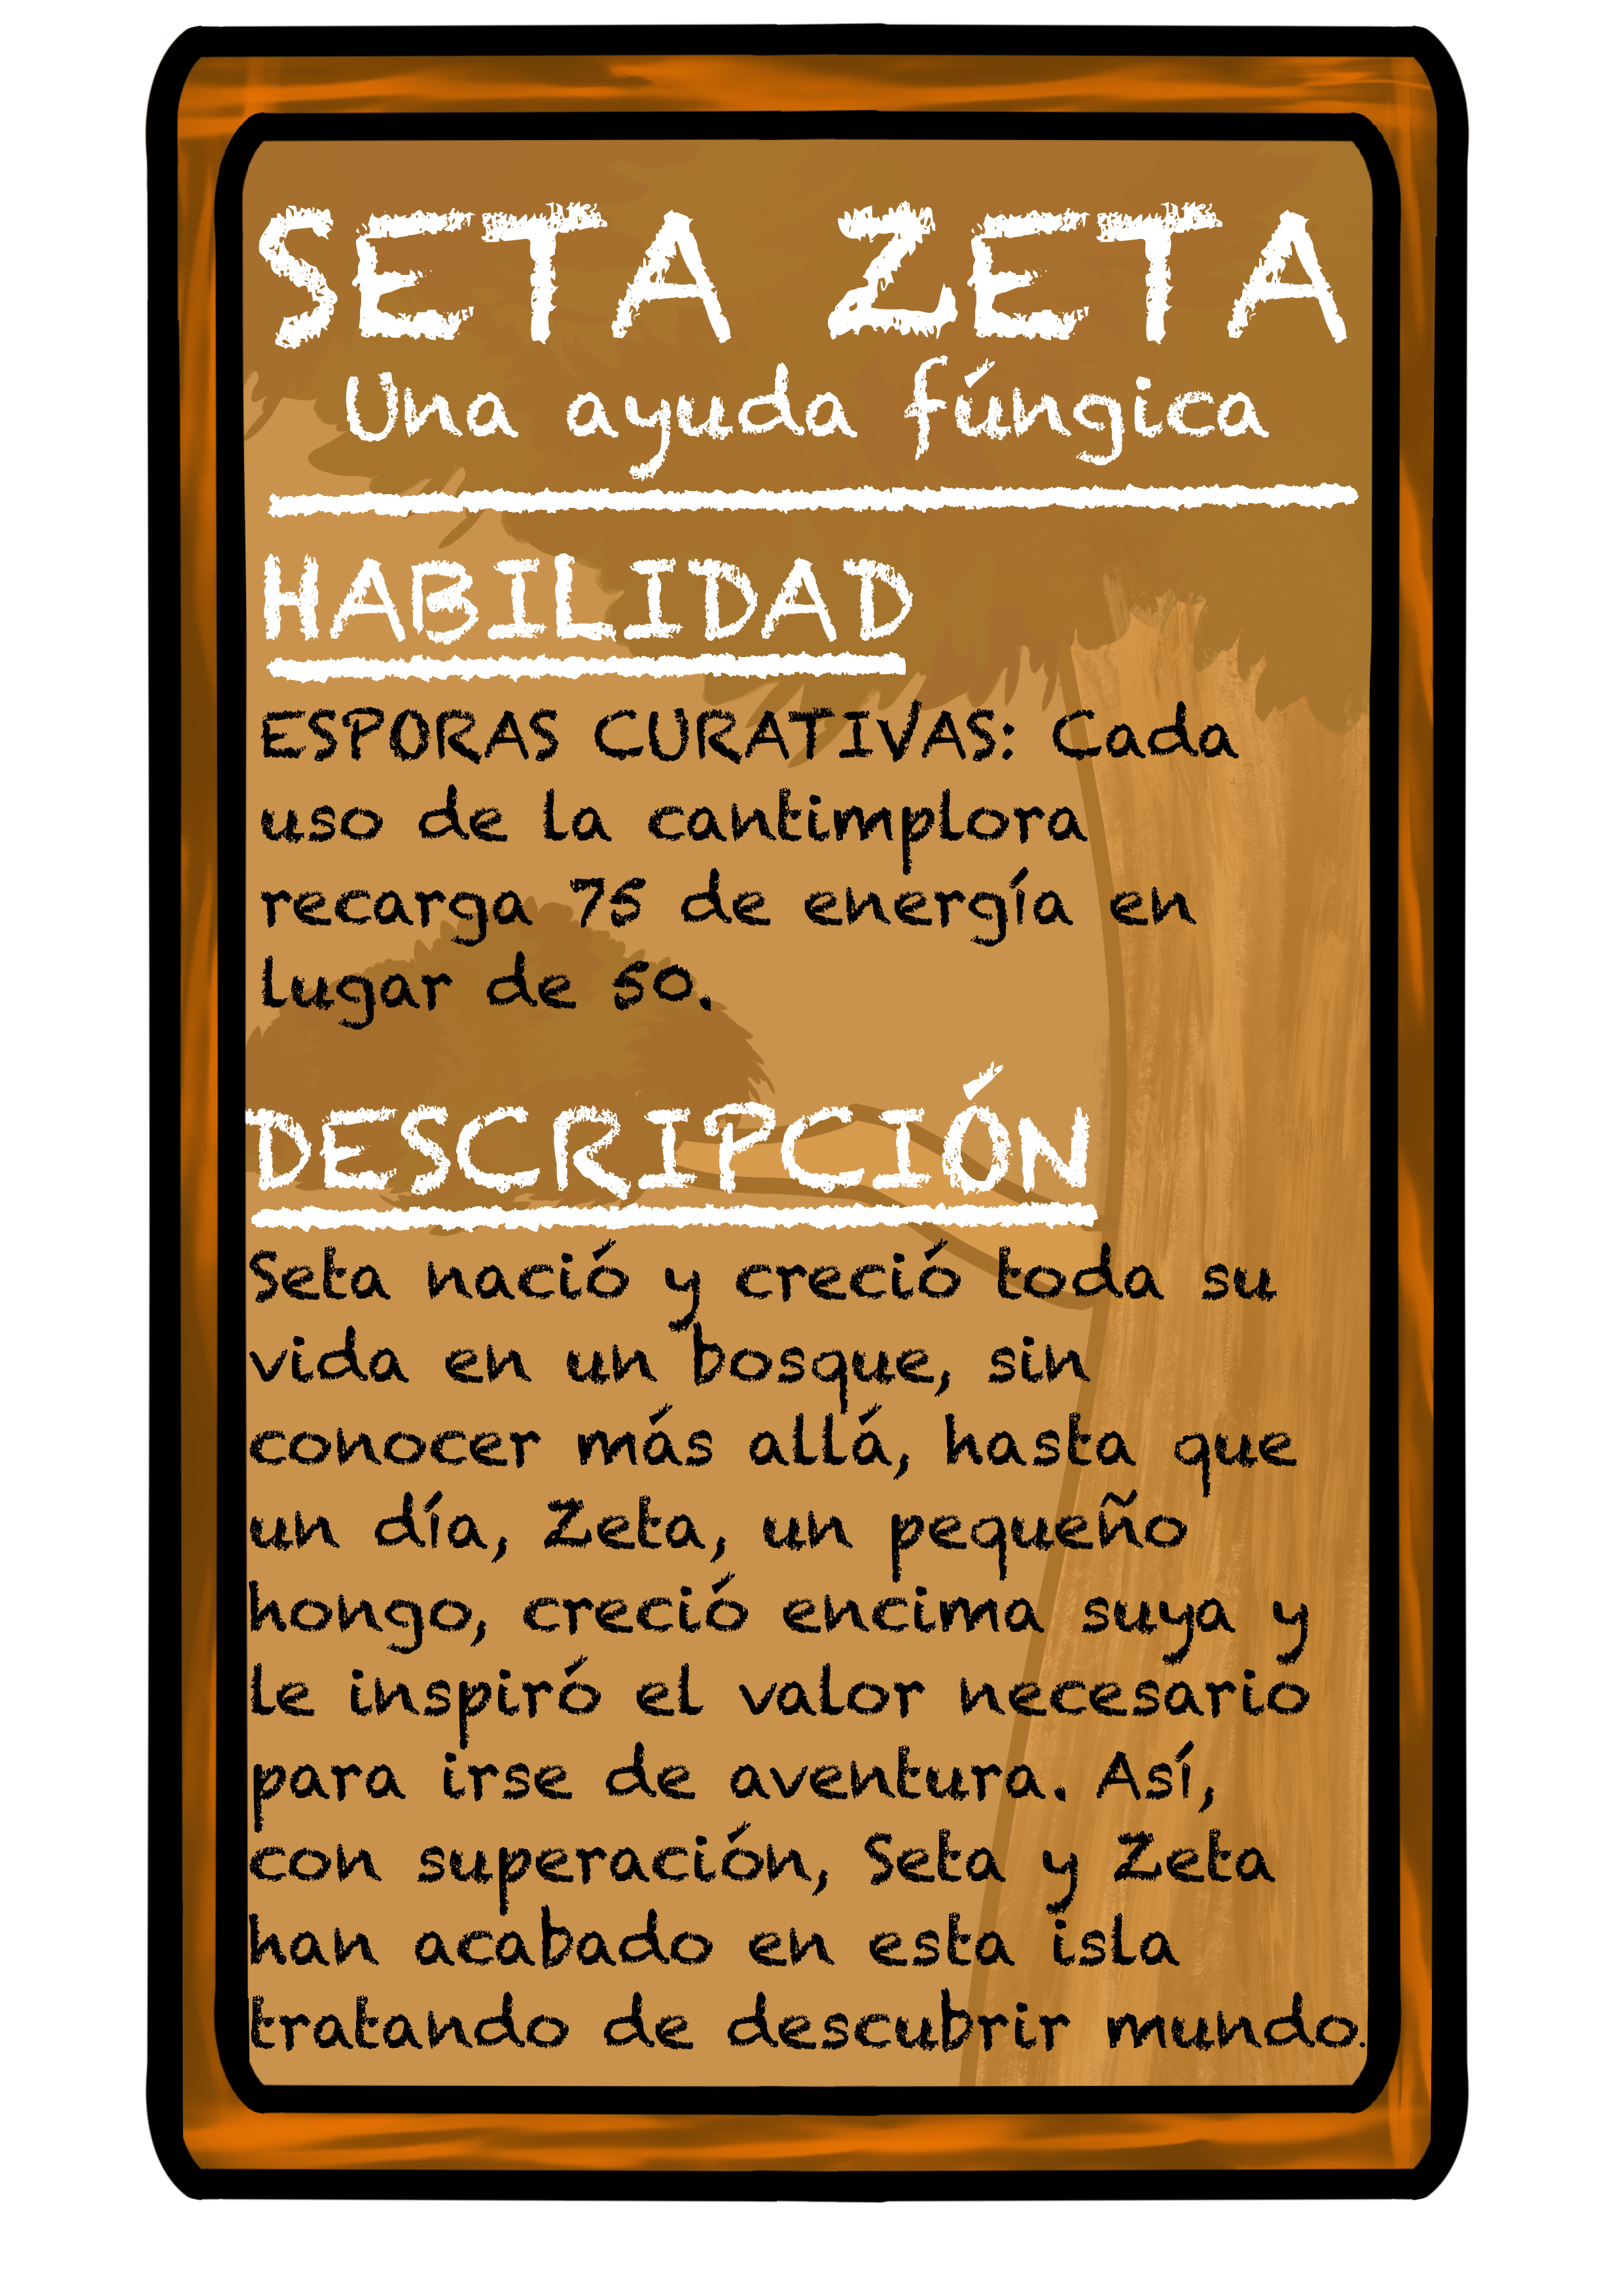 SETA ZETA
Una ayuda fúngica
HABILIDAD
ESPORAS CURATIVAS: Cada
uso de la cantimplora
recarga 75 de energía en
lugar de 50.
DESCRIPCIÓN
Seta nació y creció toda su
vida en un bosque, sin
conocer más allá, hasta que
un día, Zeta, un pequeño
hongo, creció encima suya y
le inspiró el valor necesario
para irse de aventura. Así,
con superación, Seta y Zeta
han acabado en esta isla
tratando de descubrir mundo.